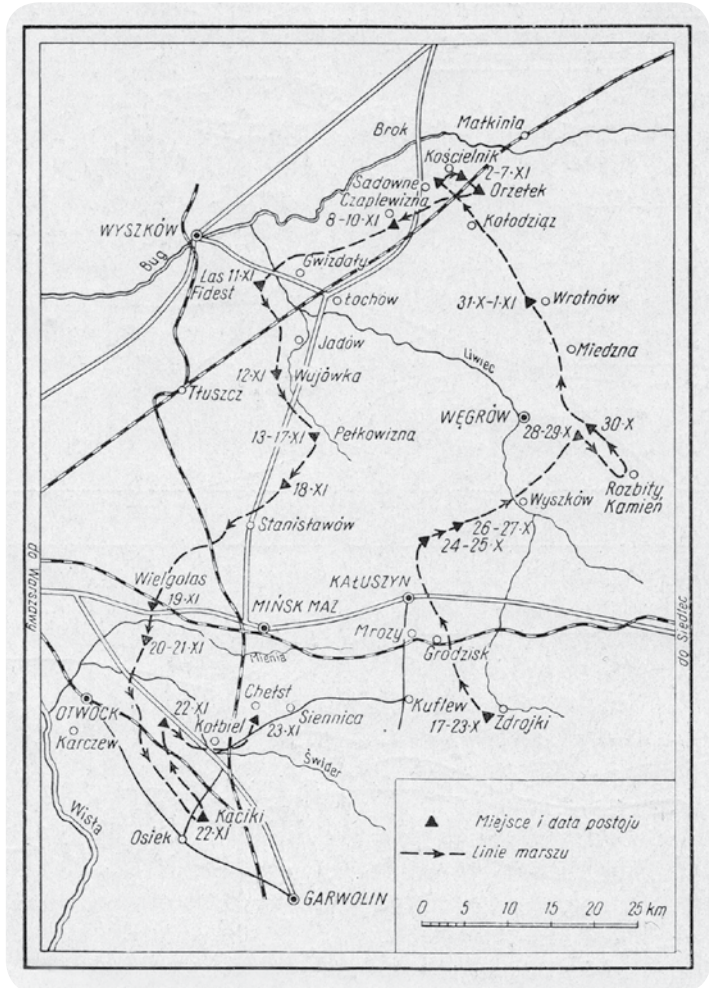 Małkinia
Brok
Kościelnik
2-7·XI
Orzełek
Sadowne
Czaplewizna
8-10·XI
Kołodziąż
WYSZKÓW
Bug
Gwizdały
Las 11·XI
Fidest
Łochów
31·X-1·XI
Wrotnów
Jadów
Miedzna
Liwiec
12·XI
Wujówka
Tłuszcz
WĘGRÓW
28-29·X
30·X
13-17·XI
Pełkowizna
Rozbity
Kamień
18·XI
Wyszków
Stanisławów
26-27·X
24-25·X
do Warszawy
Wielgolas
19·XI
KAŁUSZYN
MIŃSK MAZ
20-21·XI
Mrozy
Grodzisk
do Siedlec
Mienia
Chełst
22·XI
Kołbiel
Siennica
23·XI
Kuflew
17-23·X
Zdrojki
OTWOCK
Karczew
Świder
Wisła
Kąciki
22·XI
Osiek
GARWOLIN
Miejsce i data postoju
Linie marszu
0 5 10 15 20 25 km